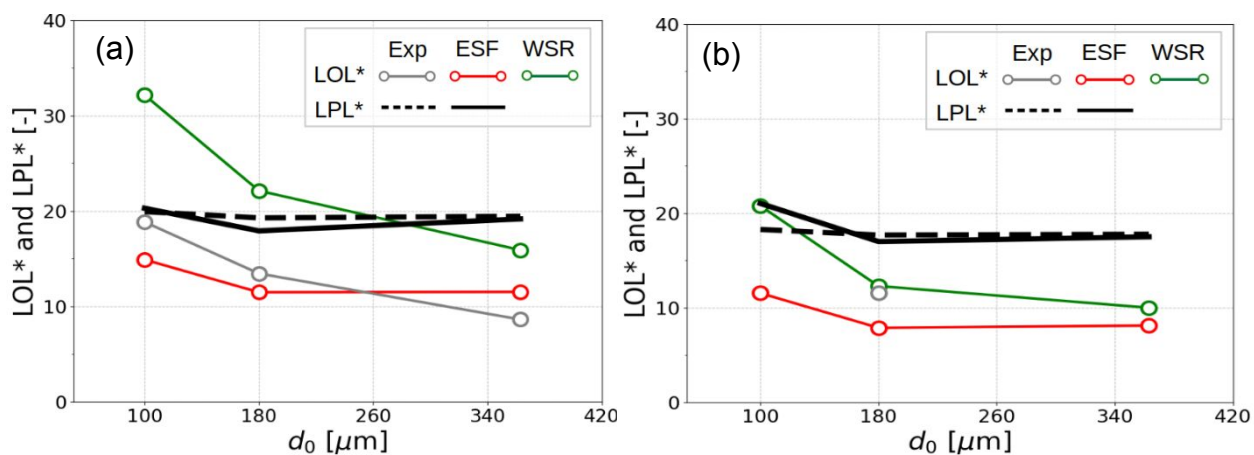 (a)
Exp ESF WSR
LOL*
LPL*
LOL* and LPL* [-]
40
30
20
10
0
100 180 260 340 420
d₀ [μm]
(b)
Exp ESF WSR
LOL*
LPL*
LOL* and LPL* [-]
40
30
20
10
0
100 180 260 340 420
d₀ [μm]